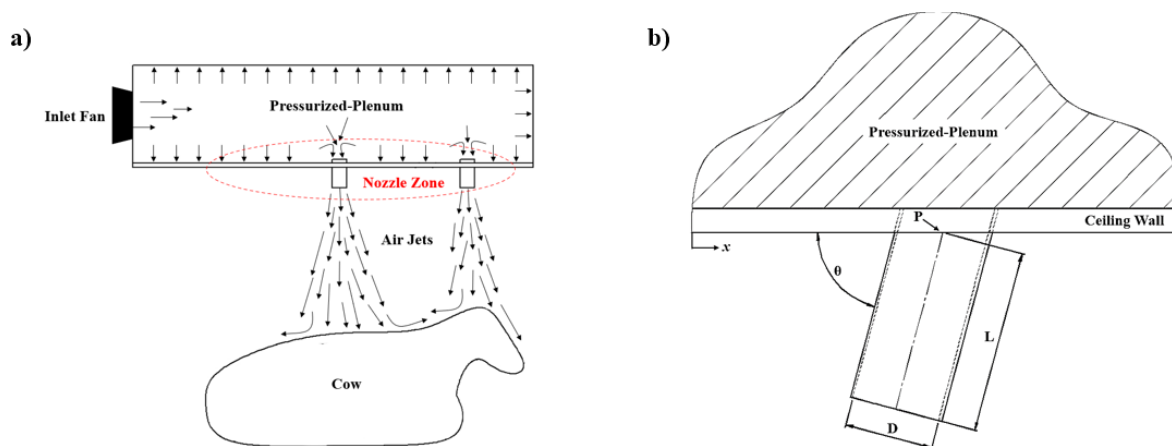 a)
Inlet Fan
Pressurized-Plenum
Nozzle Zone
Air Jets
Cow
b)
Pressurized-Plenum
Ceiling Wall
P
x
θ
L
D